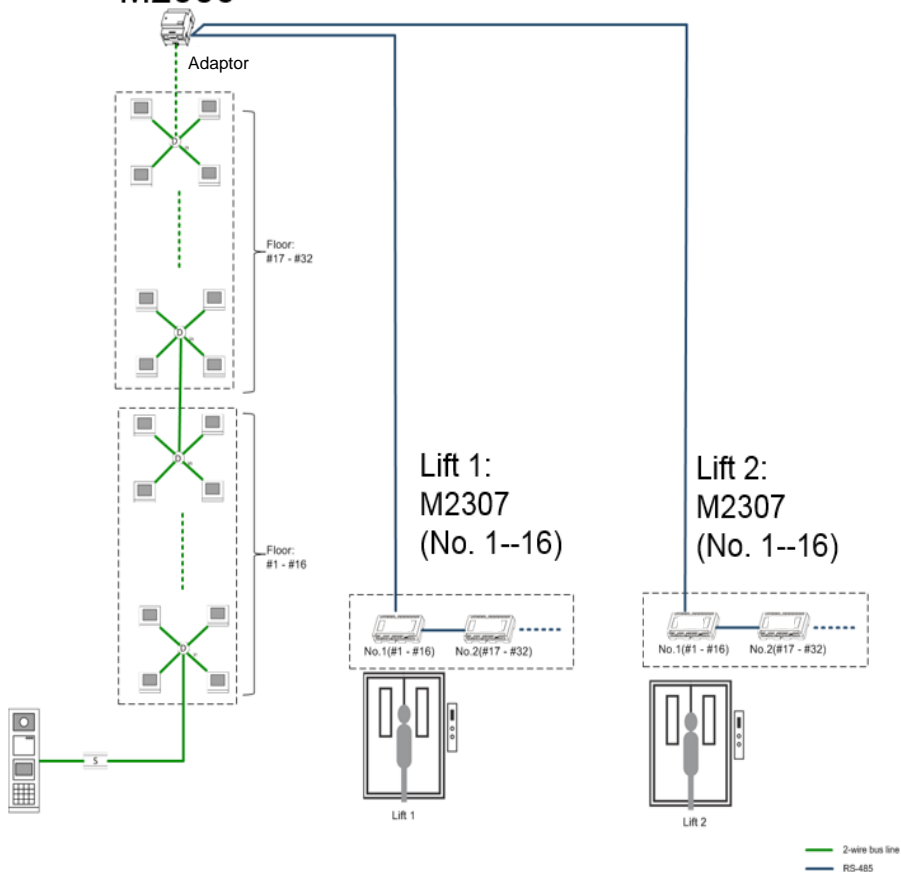 Adaptor
D
Floor:
#17 - #32
D
D
Floor:
#1 - #16
D
S
Lift 1:
M2307
(No. 1--16)
No.1(#1 - #16)
No.2(#17 - #32)
Lift 1
Lift 2:
M2307
(No. 1--16)
No.1(#1 - #16)
No.2(#17 - #32)
Lift 2
2-wire bus line
RS-485